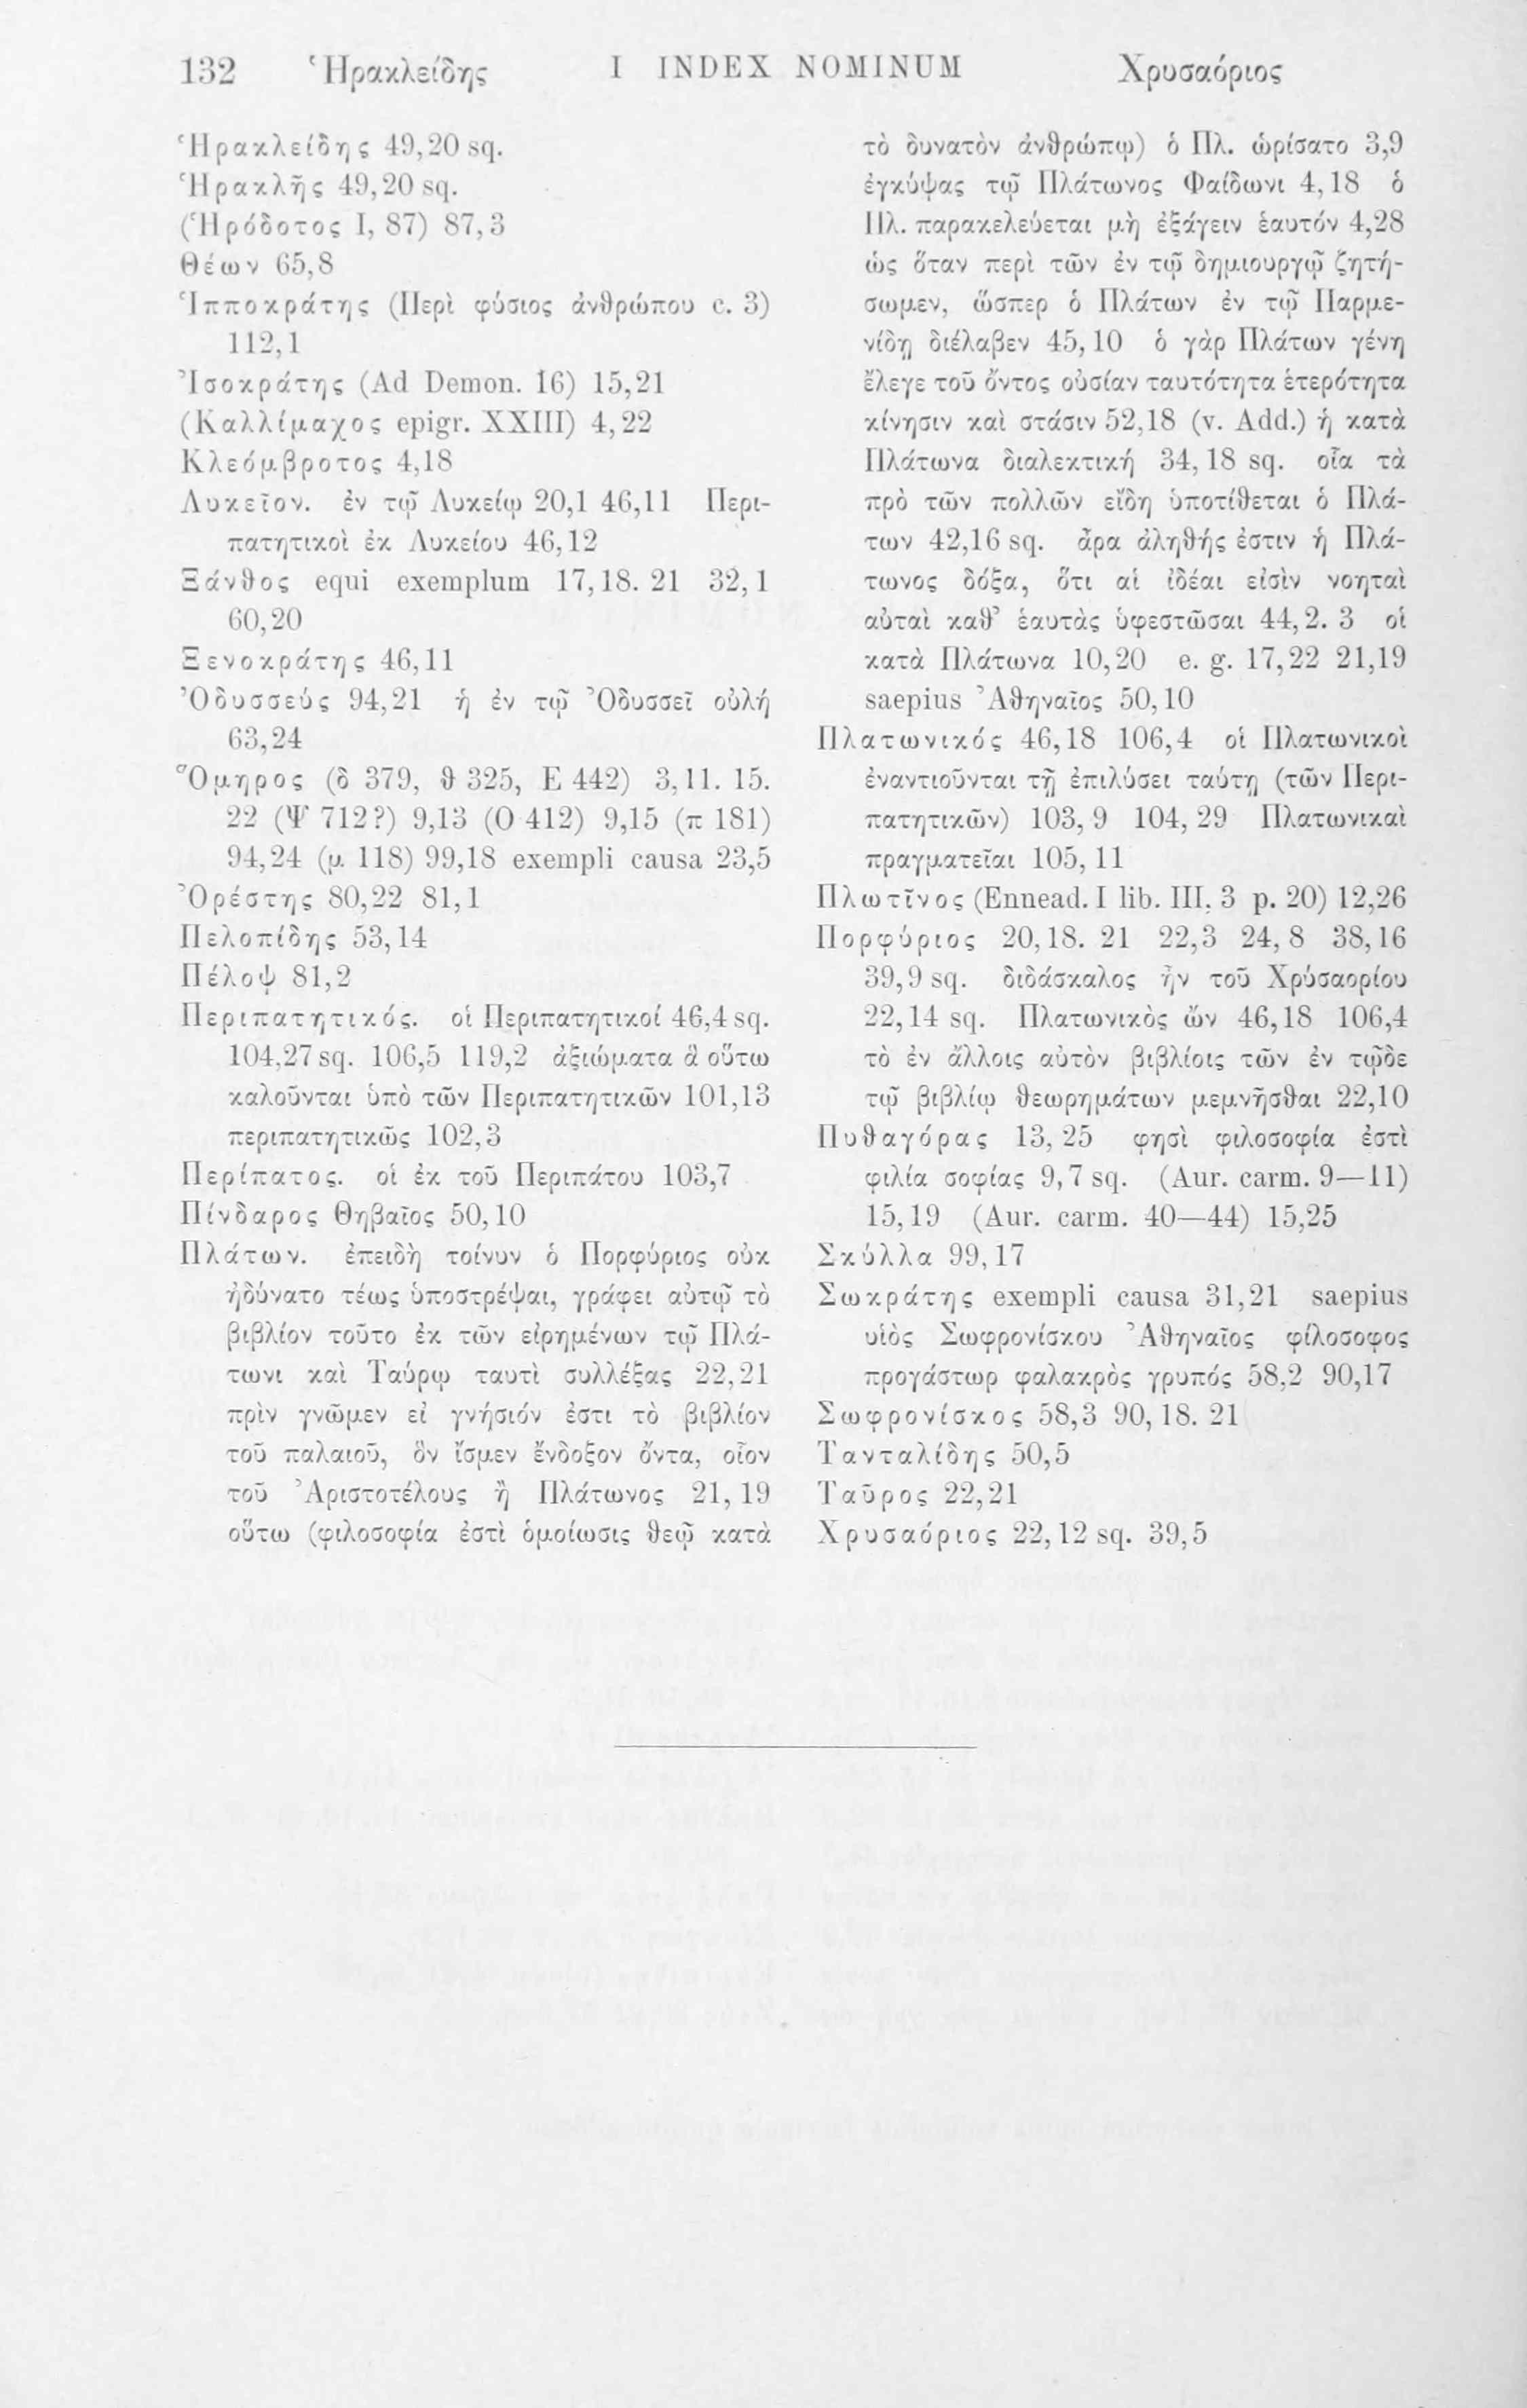 132 Ἡρακλείδης I INDEX NOMINUM Χρυσαόριος
Ἡρακλείδης 49,20 sq.
Ἡρακλῆς 49,20 sq.
(Ἡρόδοτος I, 87) 87,3
Θέων 65,8
Ἱπποκράτης (Περὶ φύσιος ἀνθρώπου c. 3)
112,1
Ἰσοκράτης (Ad Demon. 16) 15,21
(Καλλίμαχος epigr. XXIII) 4,22
Κλεόμβροτος 4,18
Λυκεῖον. ἐν τῷ Λυκείῳ 20,1 46,11 Περι-
πατητικοὶ ἐκ Λυκείου 46,12
Ξάνθος equi exemplum 17,18. 21 32,1
60,20
Ξενοκράτης 46,11
Ὀδυσσεύς 94,21 ἡ ἐν τῷ Ὀδυσσεῖ οὐλή
63,24
Ὅμηρος (δ 379, ϑ 325, Ε 442) 3,11. 15.
22 (Ψ 712?) 9,13 (Ο 412) 9,15 (π 181)
94,24 (μ 118) 99,18 exempli causa 23,5
Ὀρέστης 80,22 81,1
Πελοπίδης 53,14
Πέλοψ 81,2
Περιπατητικός. οἱ Περιπατητικοί 46,4 sq.
104,27 sq. 106,5 119,2 ἀξιώματα ἃ οὕτω
καλοῦνται ὑπὸ τῶν Περιπατητικῶν 101,13
περιπατητικῶς 102,3
Περίπατος. οἱ ἐκ τοῦ Περιπάτου 103,7
Πίνδαρος Θηβαῖος 50,10
Πλάτων. ἐπειδὴ τοίνυν ὁ Πορφύριος οὐκ
ἠδύνατο τέως ὑποστρέψαι, γράφει αὐτῷ τὸ
βιβλίον τοῦτο ἐκ τῶν εἰρημένων τῷ Πλά-
τωνι καὶ Ταύρῳ ταυτὶ συλλέξας 22,21
πρὶν γνῶμεν εἰ γνήσιόν ἐστι τὸ βιβλίον
τοῦ παλαιοῦ, ὃν ἴσμεν ἔνδοξον ὄντα, οἷον
τοῦ Ἀριστοτέλους ἢ Πλάτωνος 21,19
οὕτω (φιλοσοφία ἐστὶ ὁμοίωσις ϑεῷ κατὰ
τὸ δυνατὸν ἀνϑρώπῳ) ὁ Πλ. ὡρίσατο 3,9
ἐγκύψας τῷ Πλάτωνος Φαίδωνι 4,18 ὁ
Πλ. παρακελεύεται μὴ ἐξάγειν ἑαυτόν 4,28
ὡς ὅταν περὶ τῶν ἐν τῷ δημιουργῷ ζητή-
σωμεν, ὥσπερ ὁ Πλάτων ἐν τῷ Παρμε-
νίδῃ διέλαβεν 45,10 ὁ γὰρ Πλάτων γένη
ἔλεγε τοῦ ὄντος οὐσίαν ταυτότητα ἑτερότητα
κίνησιν καὶ στάσιν 52,18 (v. Add.) ἡ κατὰ
Πλάτωνα διαλεκτική 34,18 sq. οἷα τὰ
πρὸ τῶν πολλῶν εἴδη ὑποτίϑεται ὁ Πλά-
των 42,16 sq. ἆρα ἀληϑής ἐστιν ἡ Πλά-
τωνος δόξα, ὅτι αἱ ἰδέαι εἰσὶν νοηταὶ
αὐταὶ καϑ’ ἑαυτὰς ὑφεστῶσαι 44,2. 3 οἱ
κατὰ Πλάτωνα 10,20 e. g. 17,22 21,19
saepius Ἀϑηναῖος 50,10
Πλατωνικός 46,18 106,4 οἱ Πλατωνικοὶ
ἐναντιοῦνται τῇ ἐπιλύσει ταύτῃ (τῶν Περι-
πατητικῶν) 103,9 104,29 Πλατωνικαὶ
πραγματεῖαι 105,11
Πλωτῖνος (Ennead. I lib. III, 3 p. 20) 12,26
Πορφύριος 20,18. 21 22,3 24,8 38,16
39,9 sq. διδάσκαλος ἦν τοῦ Χρύσαορίου
22,14 sq. Πλατωνικὸς ὤν 46,18 106,4
τὸ ἐν ἄλλοις αὐτὸν βιβλίοις τῶν ἐν τῷδε
τῷ βιβλίῳ ϑεωρημάτων μεμνῆσϑαι 22,10
Πυϑαγόρας 13,25 φησὶ φιλοσοφία ἐστὶ
φιλία σοφίας 9,7 sq. (Aur. carm. 9—11)
15,19 (Aur. carm. 40—44) 15,25
Σκύλλα 99,17
Σωκράτης exempli causa 31,21 saepius
υἱὸς Σωφρονίσκου Ἀϑηναῖος φίλοσοφος
προγάστωρ φαλακρὸς γρυπός 58,2 90,17
Σωφρονίσκος 58,3 90,18. 21
Τανταλίδης 50,5
Ταῦρος 22,21
Χρυσαόριος 22,12 sq. 39,5